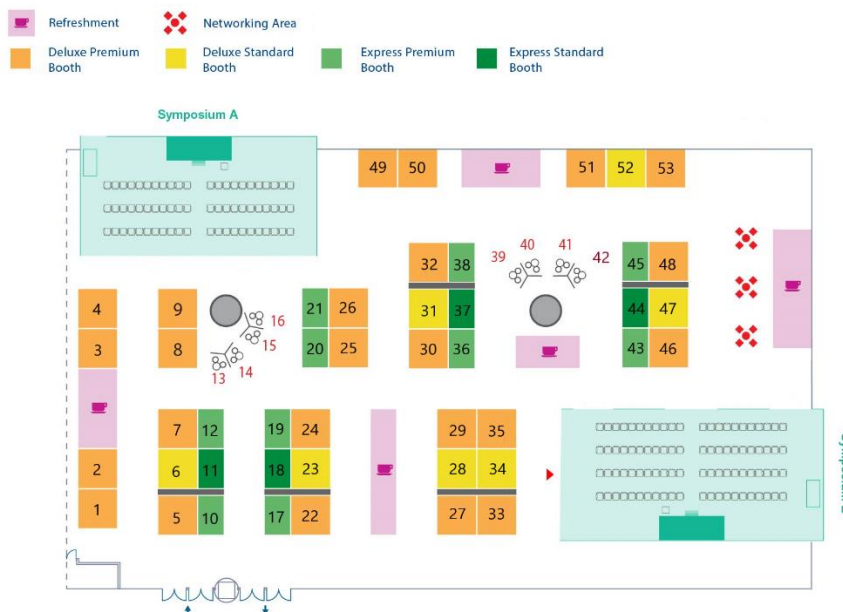 Refreshment
Networking Area
Deluxe Premium
Booth
Deluxe Standard
Booth
Express Premium
Booth
Express Standard
Booth
Symposium A
49 50 51 52 53
32 38 39 40 41 42 45 48
4 9 16 21 26 31 37 44 47
3 8 15 20 25 30 36 43 46
13 14
7 12 19 24 29 35
2 6 11 18 23 28 34
1 5 10 17 22 27 33